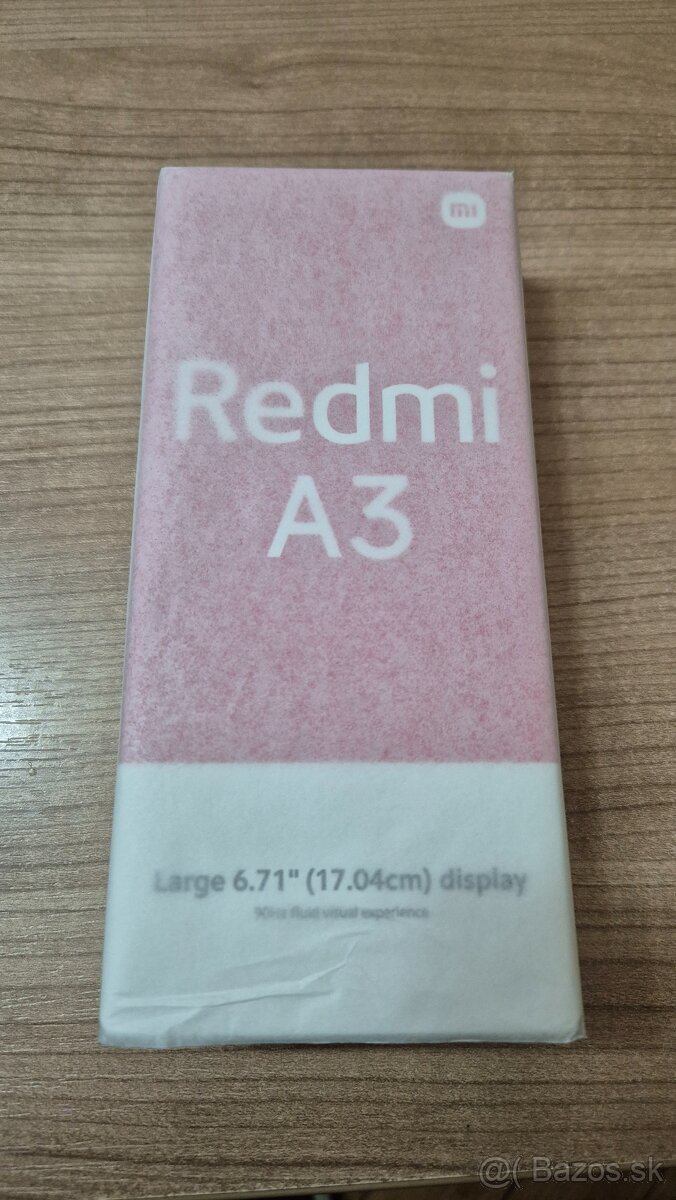 mi
Redmi
A3
Large 6.71" (17.04cm) display
90Hz fluid visual experience
@( Bazos.sk